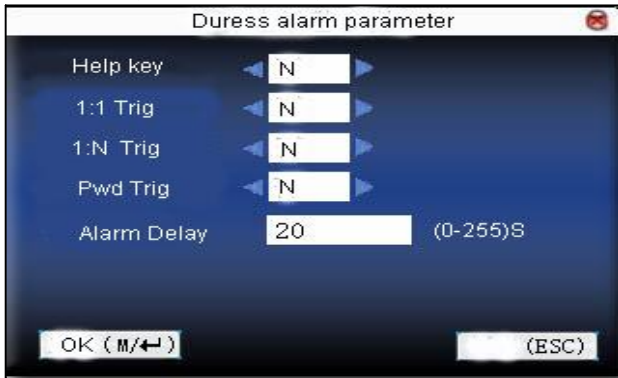 Duress alarm parameter
Help key N
1:1 Trig N
1:N Trig N
Pwd Trig N
Alarm Delay 20 (0-255)S
OK (M/↵) (ESC)